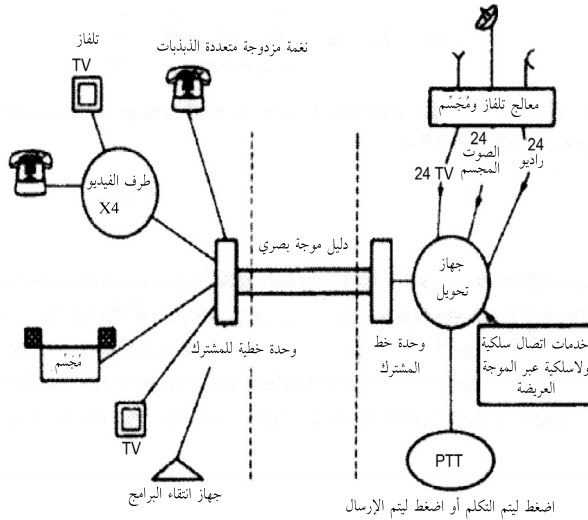 نغمة مزدوجة متعددة الذبذبات
تلفاز
TV
معالج تلفاز ومُجَسِّم
24 TV
24
الصوت
المجسم
24
راديو
طرف الفيديو
X4
دليل موجة بصري
جهاز
تحويل
وحدة خطية للمشترك
وحدة خط
المشترك
خدمات اتصال سلكية
ولاسلكية عبر الموجة
العريضة
مُجَسِّم
TV
جهاز انتقاء البرامج
PTT
اضغط ليتم التكلم أو اضغط ليتم الإرسال